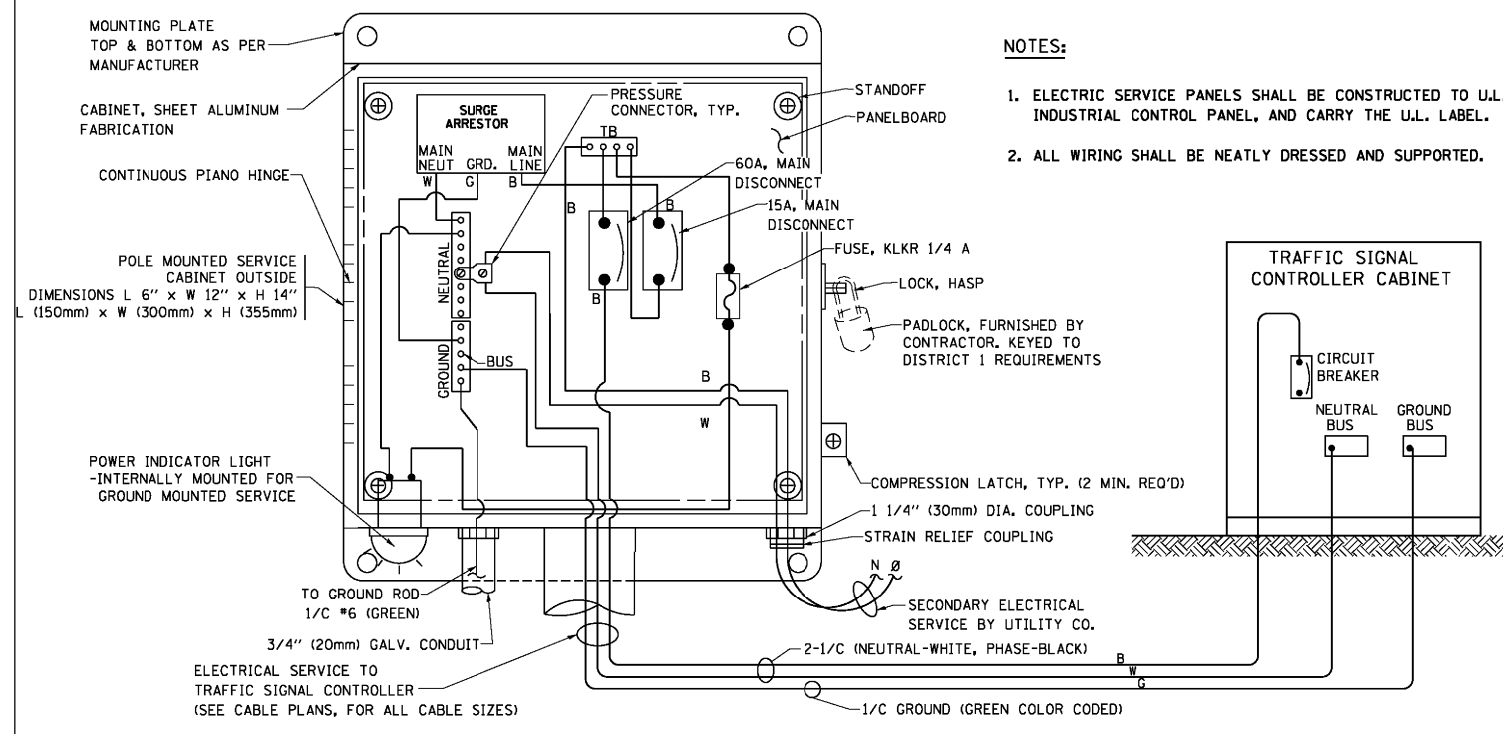 MOUNTING PLATE
TOP & BOTTOM AS PER
MANUFACTURER
CABINET, SHEET ALUMINUM
FABRICATION
CONTINUOUS PIANO HINGE
POLE MOUNTED SERVICE
CABINET OUTSIDE
DIMENSIONS L 6" x W 12" x H 14"
L (150mm) x W (300mm) x H (355mm)
POWER INDICATOR LIGHT
-INTERNALLY MOUNTED FOR
GROUND MOUNTED SERVICE
TO GROUND ROD
1/C #6 (GREEN)
3/4" (20mm) GALV. CONDUIT
ELECTRICAL SERVICE TO
TRAFFIC SIGNAL CONTROLLER
(SEE CABLE PLANS, FOR ALL CABLE SIZES)
SURGE
ARRESTOR
MAIN
NEUT
GRD.
MAIN
LINE
W
G
B
PRESSURE
CONNECTOR, TYP.
TB
60A, MAIN
DISCONNECT
15A, MAIN
DISCONNECT
B
B
B
NEUTRAL
GROUND
BUS
B
W
STANDOFF
PANELBOARD
FUSE, KLKR 1/4 A
LOCK, HASP
PADLOCK, FURNISHED BY
CONTRACTOR. KEYED TO
DISTRICT 1 REQUIREMENTS
COMPRESSION LATCH, TYP. (2 MIN. REQ'D)
1 1/4" (30mm) DIA. COUPLING
STRAIN RELIEF COUPLING
N Ø
SECONDARY ELECTRICAL
SERVICE BY UTILITY CO.
2-1/C (NEUTRAL-WHITE, PHASE-BLACK)
B
W
G
1/C GROUND (GREEN COLOR CODED)
NOTES:
1. ELECTRIC SERVICE PANELS SHALL BE CONSTRUCTED TO U.L.
INDUSTRIAL CONTROL PANEL, AND CARRY THE U.L. LABEL.
2. ALL WIRING SHALL BE NEATLY DRESSED AND SUPPORTED.
TRAFFIC SIGNAL
CONTROLLER CABINET
CIRCUIT
BREAKER
NEUTRAL
BUS
GROUND
BUS